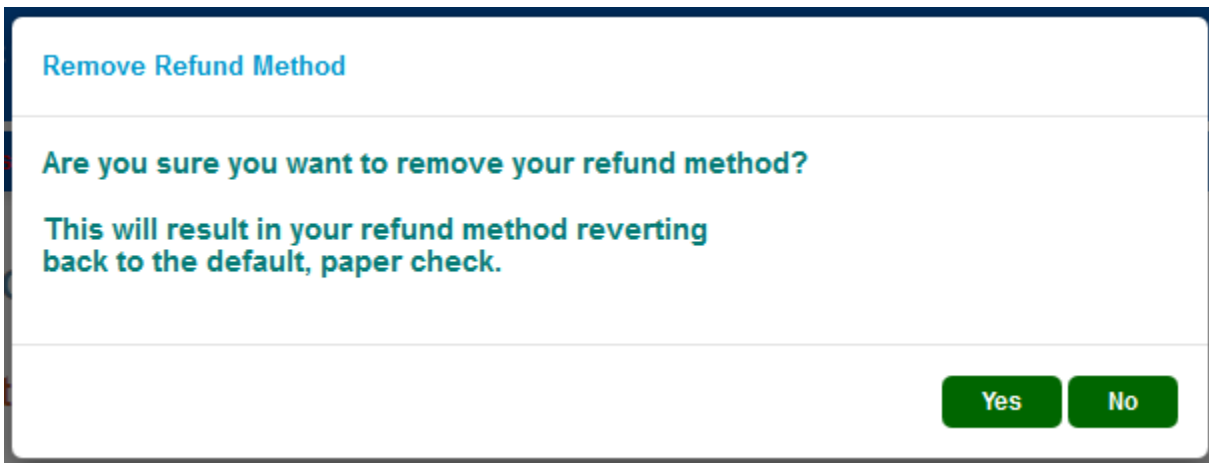 Remove Refund Method
Are you sure you want to remove your refund method?
This will result in your refund method reverting
back to the default, paper check.
Yes No